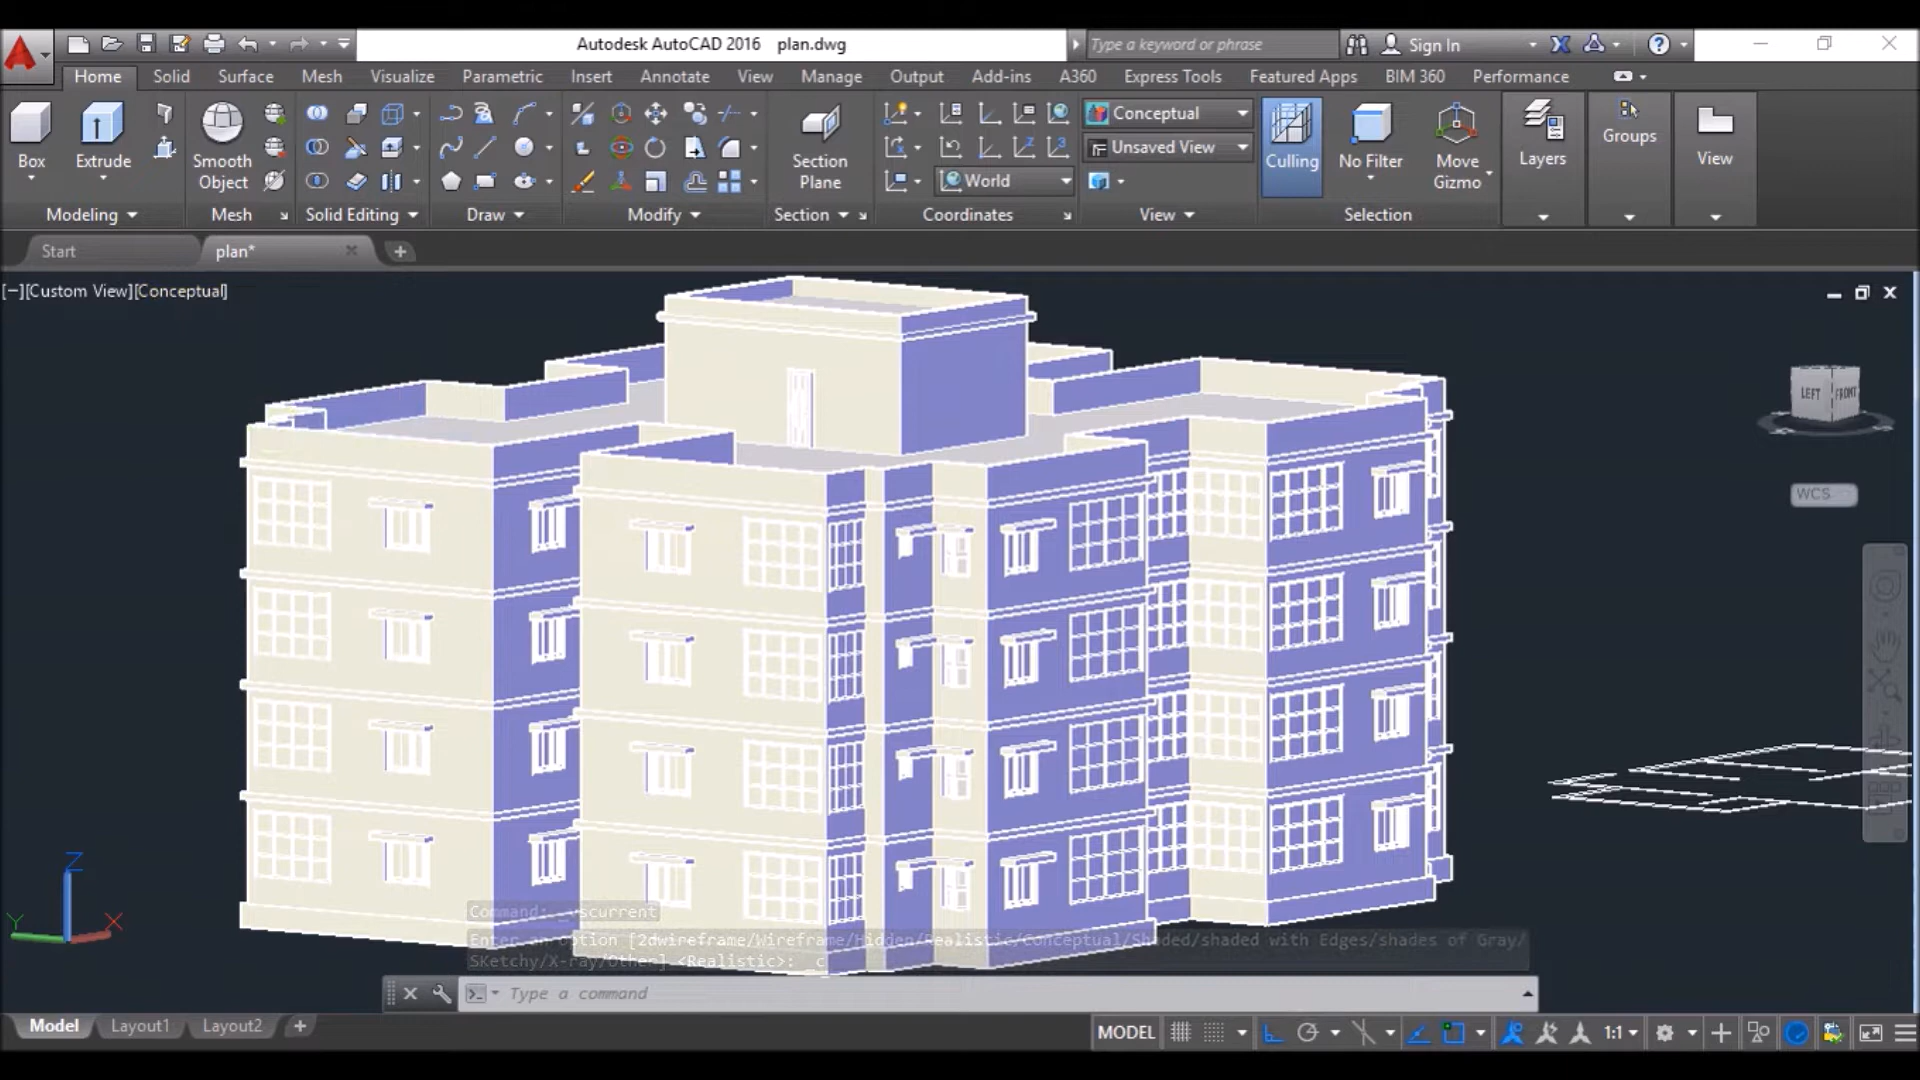 Autodesk AutoCAD 2016 plan.dwg
Type a keyword or phrase
Sign In
Home Solid Surface Mesh Visualize Parametric Insert Annotate View Manage Output Add-ins A360 Express Tools Featured Apps BIM 360 Performance
Box
Extrude
Smooth Object
Section Plane
World
Conceptual
Unsaved View
Culling
No Filter
Move Gizmo
Layers
Groups
View
Modeling Mesh Solid Editing Draw Modify Section Coordinates View Selection
Start
plan*
[−][Custom View][Conceptual]
LEFT
FRONT
WCS
Z
Y
X
Command: _vscurrent
Enter an option [2dwireframe/Wireframe/Hidden/Realistic/Conceptual/Shaded/shaded with Edges/shades of Gray/
SKetchy/X-ray/Other] <Realistic>: _c
Type a command
Model Layout1 Layout2
MODEL
1:1